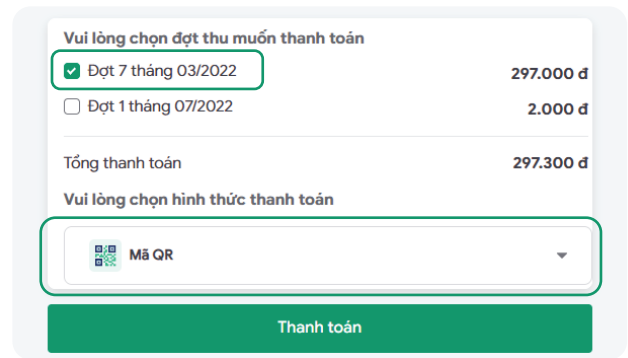 Vui lòng chọn đợt thu muốn thanh toán
Đợt 7 tháng 03/2022 297.000 đ
Đợt 1 tháng 07/2022 2.000 đ
Tổng thanh toán 297.300 đ
Vui lòng chọn hình thức thanh toán
Mã QR
Thanh toán